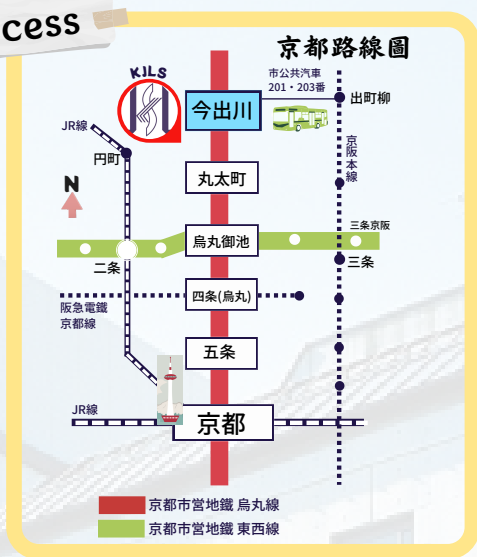 cess
京都路線圖
KJLS
市公共汽車
201・203番
今出川
出町柳
JR線
円町
京阪本線
丸太町
N
三条京阪
烏丸御池
二条
三条
四条(烏丸)
阪急電鐵
京都線
五条
JR線
京都
京都市営地鐵 烏丸線
京都市営地鐵 東西線